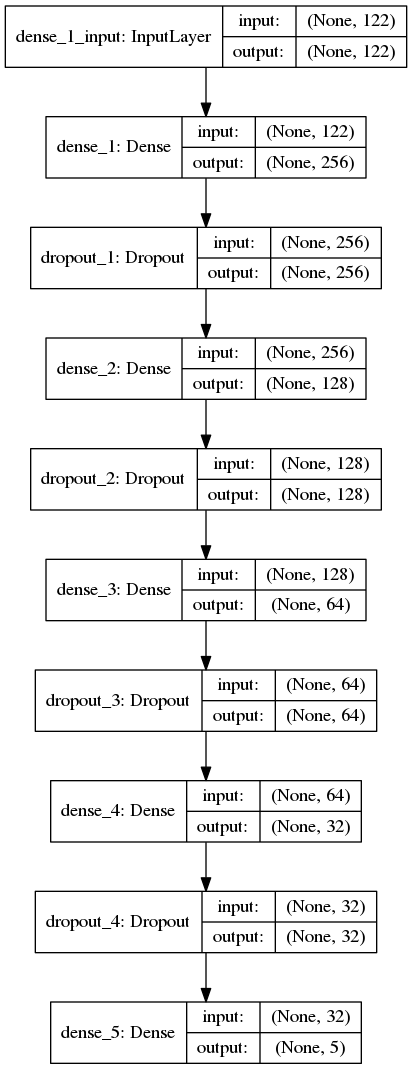 dense_1_input: InputLayer
input: (None, 122)
output: (None, 122)
dense_1: Dense
input: (None, 122)
output: (None, 256)
dropout_1: Dropout
input: (None, 256)
output: (None, 256)
dense_2: Dense
input: (None, 256)
output: (None, 128)
dropout_2: Dropout
input: (None, 128)
output: (None, 128)
dense_3: Dense
input: (None, 128)
output: (None, 64)
dropout_3: Dropout
input: (None, 64)
output: (None, 64)
dense_4: Dense
input: (None, 64)
output: (None, 32)
dropout_4: Dropout
input: (None, 32)
output: (None, 32)
dense_5: Dense
input: (None, 32)
output: (None, 5)